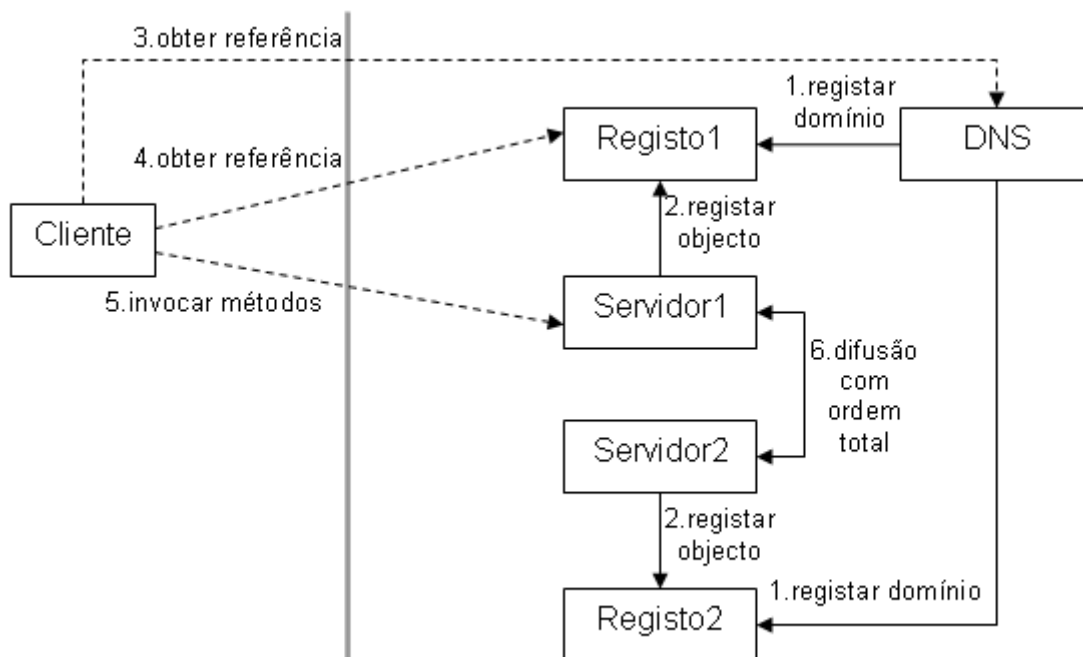 3.obter referência
1.registar
domínio
Registo1
DNS
4.obter referência
2.registar
objecto
Cliente
5.invocar métodos
Servidor1
6.difusão
com
ordem
total
Servidor2
2.registar
objecto
1.registar domínio
Registo2